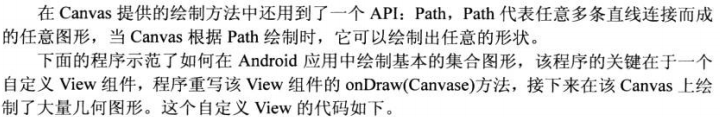 在 Canvas 提供的绘制方法中还用到了一个 API：Path，Path 代表任意多条直线连接而成
的任意图形，当 Canvas 根据 Path 绘制时，它可以绘制出任意的形状。
下面的程序示范了如何在 Android 应用中绘制基本的集合图形，该程序的关键在于一个
自定义 View 组件，程序重写该 View 组件的 onDraw(Canvase)方法，接下来在该 Canvas 上绘
制了大量几何图形。这个自定义 View 的代码如下。